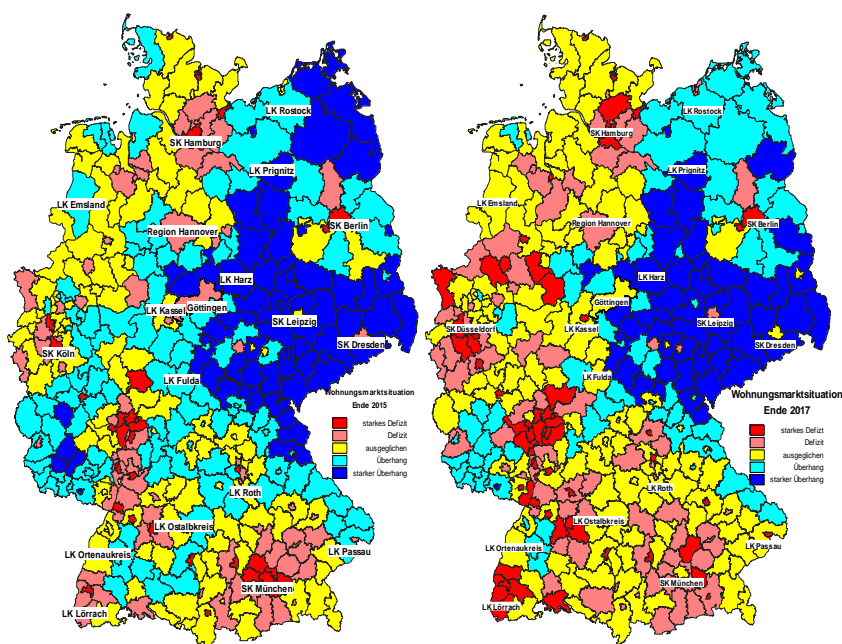 LK Rostock
SK Hamburg
LK Prignitz
LK Emsland
SK Berlin
Region Hannover
LK Harz
Göttingen
LK Kassel
SK Leipzig
SK Dresden
SK Köln
LK Fulda
Wohnungsmarktsituation
Ende 2015
starkes Defizit
Defizit
ausgeglichen
Überhang
starker Überhang
LK Roth
LK Ostalbkreis
LK Ortenaukreis
LK Passau
SK München
LK Lörrach
LK Rostock
SK Hamburg
LK Prignitz
LK Emsland
Region Hannover
SK Berlin
LK Harz
Göttingen
SK Leipzig
SK Düsseldorf
LK Kassel
SK Dresden
LK Fulda
Wohnungsmarktsituation
Ende 2017
starkes Defizit
Defizit
ausgeglichen
Überhang
starker Überhang
LK Roth
LK Ostalbkreis
LK Ortenaukreis
LK Passau
SK München
LK Lörrach